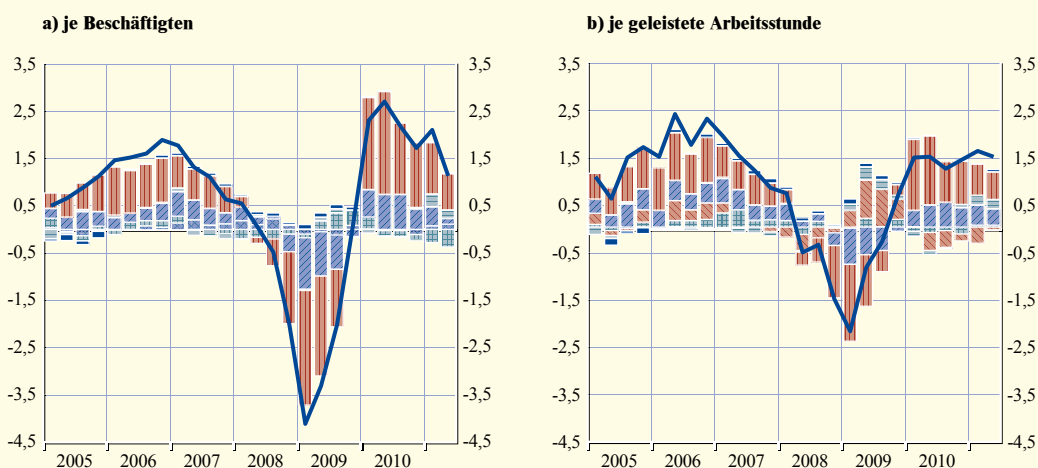 a) je Beschäftigten
b) je geleistete Arbeitsstunde
3,5 3,5 3,5 3,5
2,5 2,5 2,5 2,5
1,5 1,5 1,5 1,5
0,5 0,5 0,5 0,5
-0,5 -0,5 -0,5 -0,5
-1,5 -1,5 -1,5 -1,5
-2,5 -2,5 -2,5 -2,5
-3,5 -3,5 -3,5 -3,5
-4,5 -4,5 -4,5 -4,5
2005 2006 2007 2008 2009 2010 2005 2006 2007 2008 2009 2010